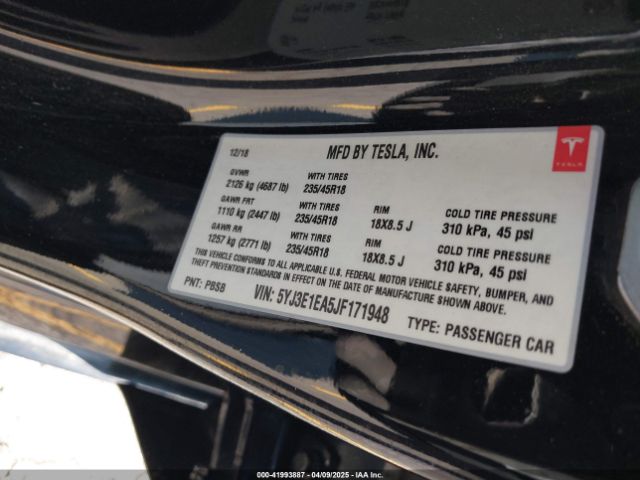 12/18
MFD BY TESLA, INC.
TESLA
GVWR
2126 kg (4687 lb)
WITH TIRES
235/45R18
GAWR FRT
1110 kg (2447 lb)
WITH TIRES
235/45R18
RIM
18X8.5 J
COLD TIRE PRESSURE
310 kPa, 45 psi
GAWR RR
1257 kg (2771 lb)
WITH TIRES
235/45R18
RIM
18X8.5 J
COLD TIRE PRESSURE
310 kPa, 45 psi
THIS VEHICLE CONFORMS TO ALL APPLICABLE U.S. FEDERAL MOTOR VEHICLE SAFETY, BUMPER, AND
THEFT PREVENTION STANDARDS IN EFFECT ON THE DATE OF MANUFACTURE SHOWN ABOVE.
PNT: PBSB
VIN: 5YJ3E1EA5JF171948
TYPE: PASSENGER CAR
000-41993887 - 04/09/2025 - IAA Inc.